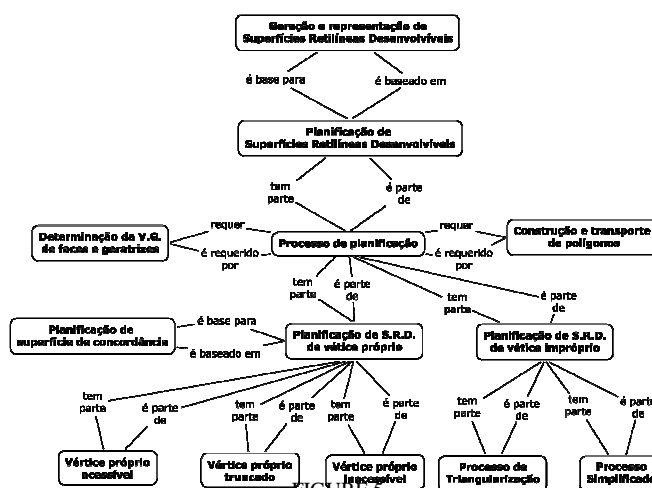 Geração e representação de
Superfícies Retilíneas Desenvolvíveis
é base para
é baseado em
Planificação de
Superfícies Retilíneas Desenvolvíveis
tem
parte
é parte
de
requer
é requerido
por
Determinação da V.G.
de faces e geratrizes
Processo de planificação
requer
é requerido
por
Construção e transporte
de polígonos
tem
parte
é parte
de
tem
parte
é parte
de
Planificação de
superfície de concordância
é base para
é baseado em
Planificação de S.R.D.
de vética próprio
Planificação de S.R.D.
de vética impróprio
tem
parte
é parte
de
tem
parte
é parte
de
tem
parte
é parte
de
tem
parte
é parte
de
tem
parte
é parte
de
Vértice próprio
acessível
Vértice próprio
truncado
Vértice próprio
inacessível
Processo de
Triangularização
Processo
Simplificado